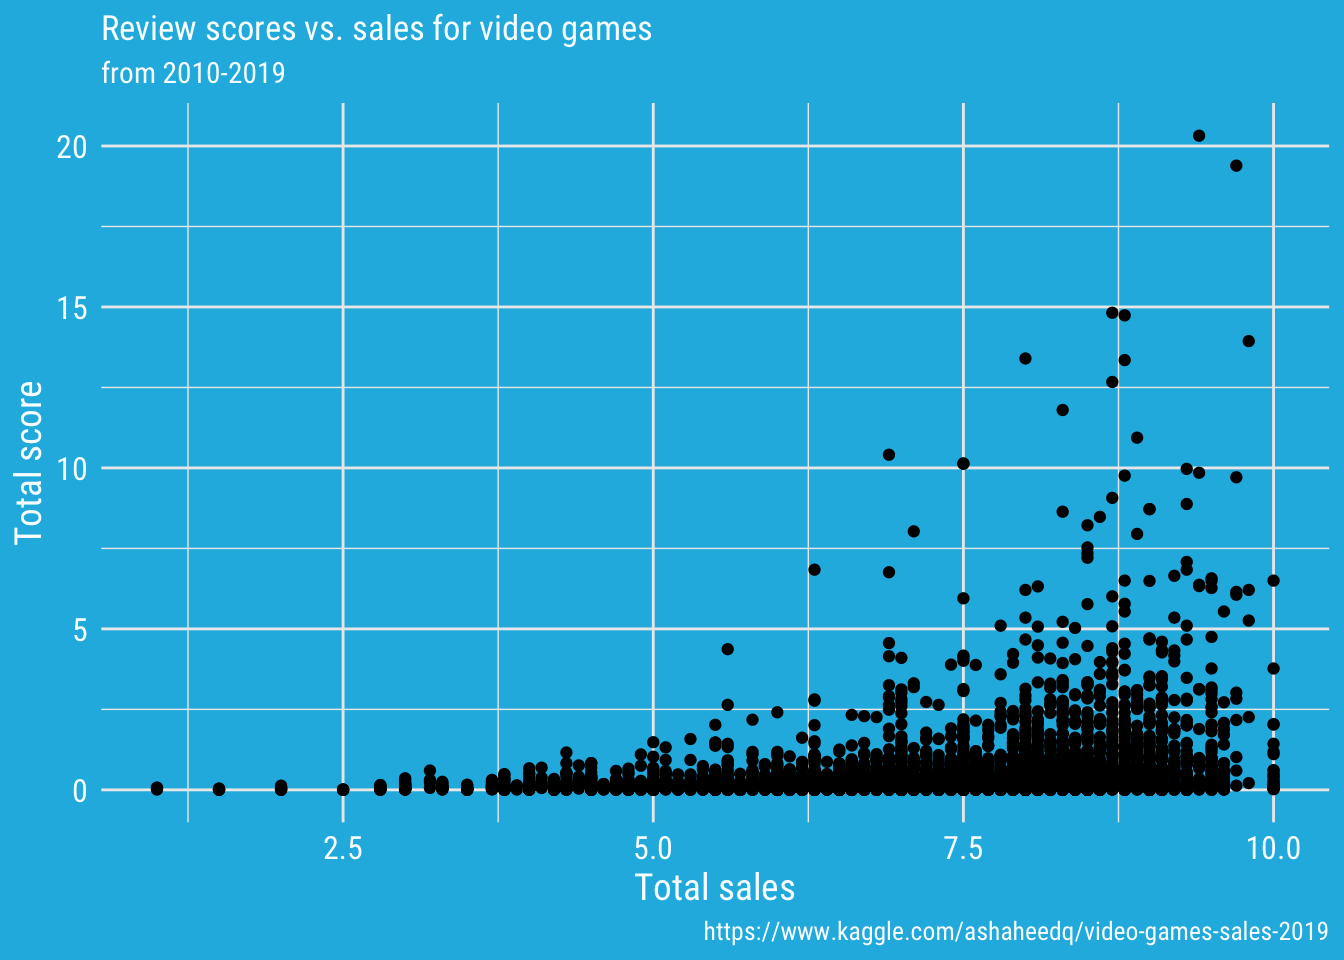 Review scores vs. sales for video games
from 2010-2019
20
15
10
5
0
Total score
2.5 5.0 7.5 10.0
Total sales
https://www.kaggle.com/ashaheedq/video-games-sales-2019